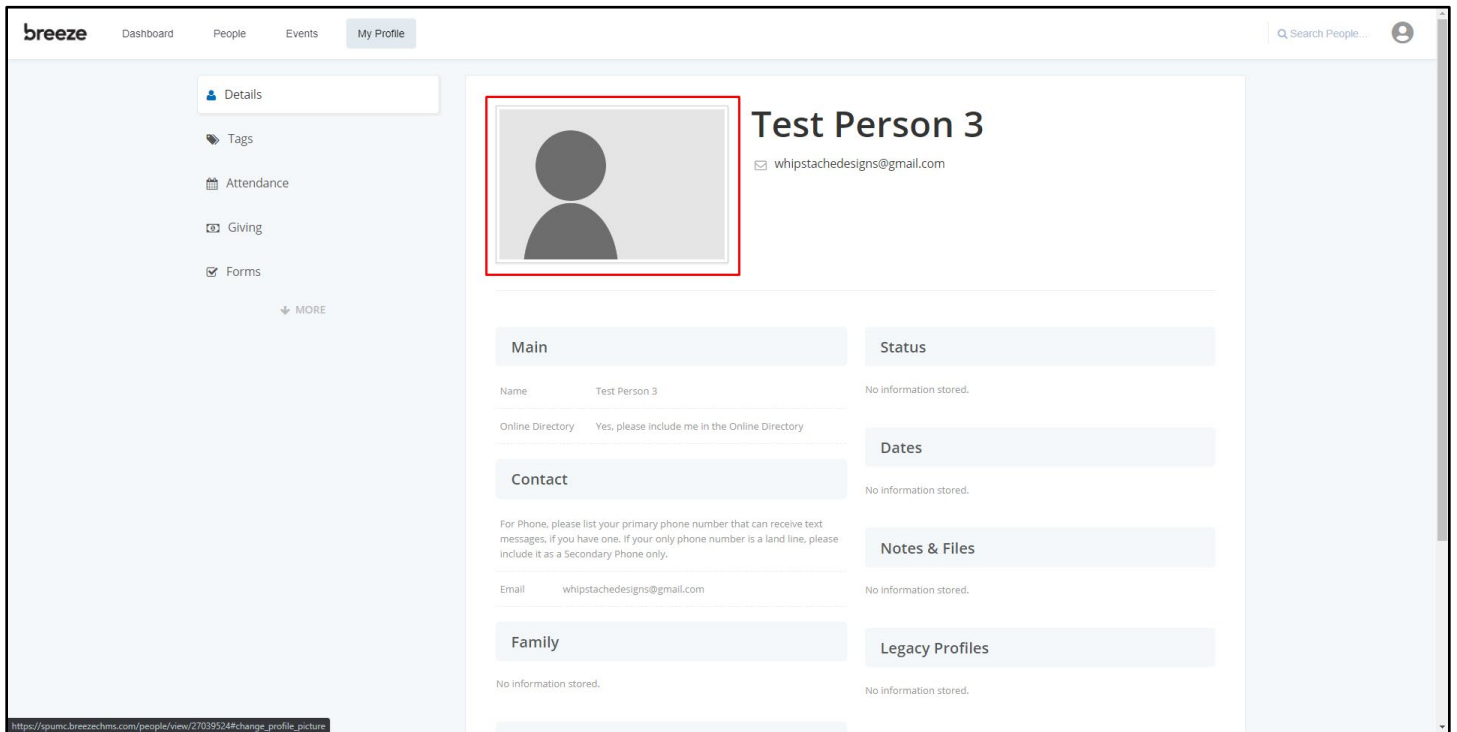 breeze
Dashboard
People
Events
My Profile
Search People...
Details
Tags
Attendance
Giving
Forms
MORE
Test Person 3
whipstachedesigns@gmail.com
Main
Name Test Person 3
Online Directory Yes, please include me in the Online Directory
Contact
For Phone, please list your primary phone number that can receive text
messages, if you have one. If your only phone number is a land line, please
include it as a Secondary Phone only.
Email whipstachedesigns@gmail.com
Family
No information stored.
Status
No information stored.
Dates
No information stored.
Notes & Files
No information stored.
Legacy Profiles
No information stored.
https://spumc.breezechms.com/people/view/27039524#change_profile_picture